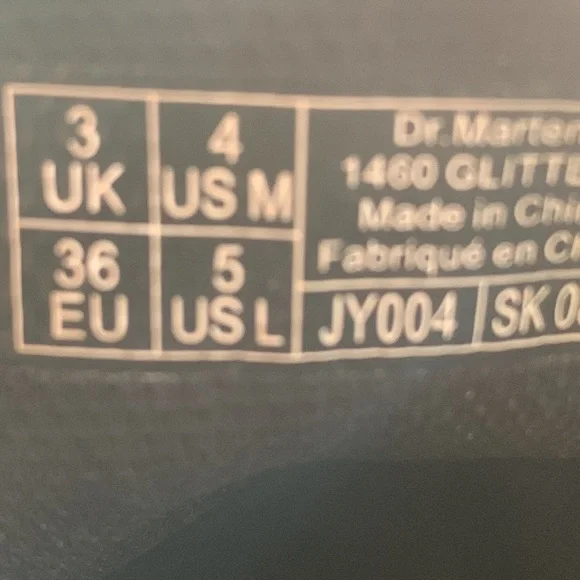 3
UK
4
US M
36
EU
5
US L
Dr. Marten
1460 GLITTE
Made in Chi
Fabriqué en C
JY004
SK 0